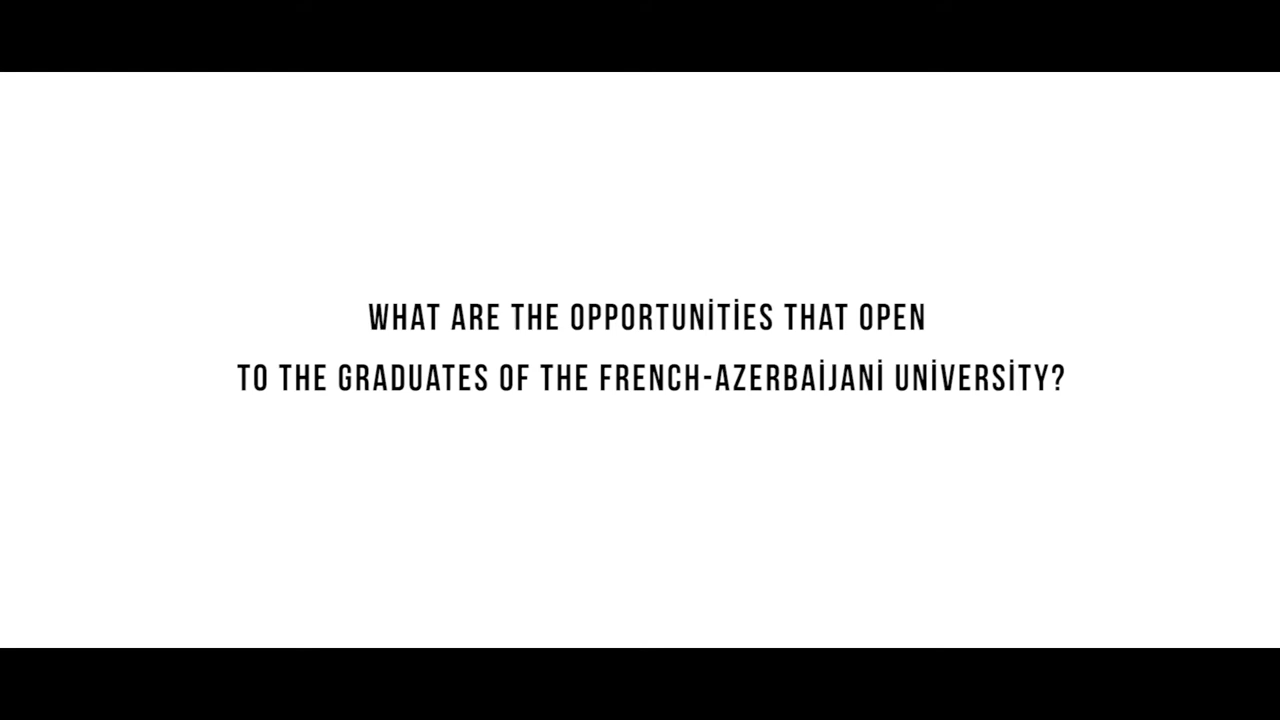 WHAT ARE THE OPPORTUNİTİES THAT OPEN
TO THE GRADUATES OF THE FRENCH-AZERBAİJANİ UNİVERSİTY?